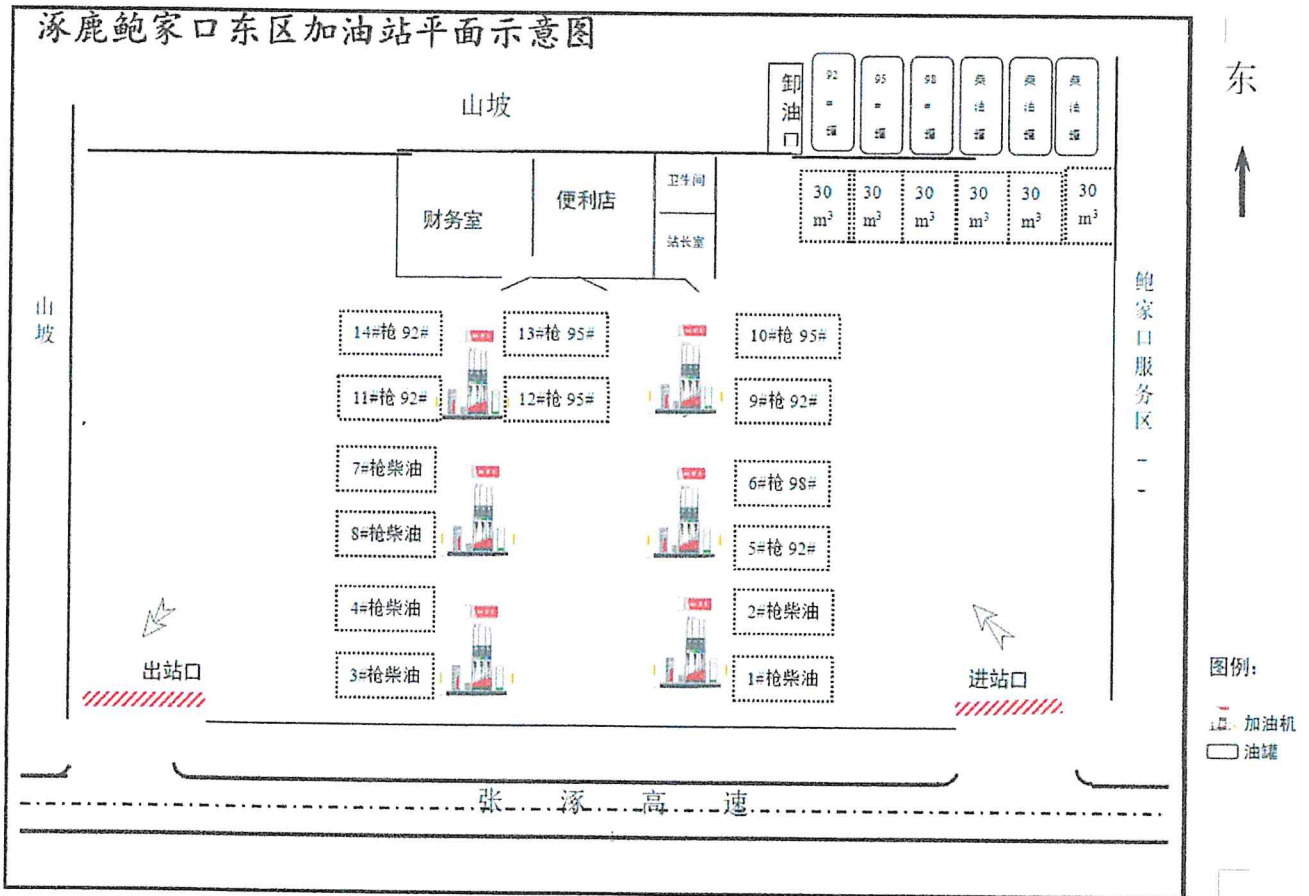 涿鹿鲍家口东区加油站平面示意图
东
山坡
卸油口
92#罐
95#罐
98#罐
柴油罐
柴油罐
柴油罐
30 m³
30 m³
30 m³
30 m³
30 m³
30 m³
财务室
便利店
卫生间
站长室
山坡
鲍家口服务区
14#枪 92#
13#枪 95#
10#枪 95#
11#枪 92#
12#枪 95#
9#枪 92#
7#枪柴油
6#枪 98#
8#枪柴油
5#枪 92#
4#枪柴油
2#枪柴油
3#枪柴油
1#枪柴油
出站口
进站口
图例:
加油机
油罐
张涿高速